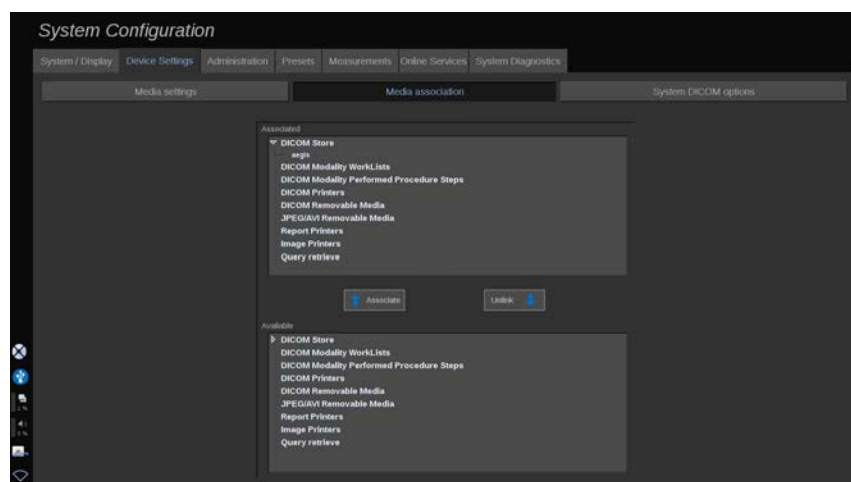 System Configuration
System / Display Device Settings Administration Presets Measurements Online Services System Diagnostics
Media settings Media association System DICOM options
Associated
DICOM Store
aegis
DICOM Modality WorkLists
DICOM Modality Performed Procedure Steps
DICOM Printers
DICOM Removable Media
JPEG/AVI Removable Media
Report Printers
Image Printers
Query retrieve
Associate Unlink
Available
DICOM Store
DICOM Modality WorkLists
DICOM Modality Performed Procedure Steps
DICOM Printers
DICOM Removable Media
JPEG/AVI Removable Media
Report Printers
Image Printers
Query retrieve